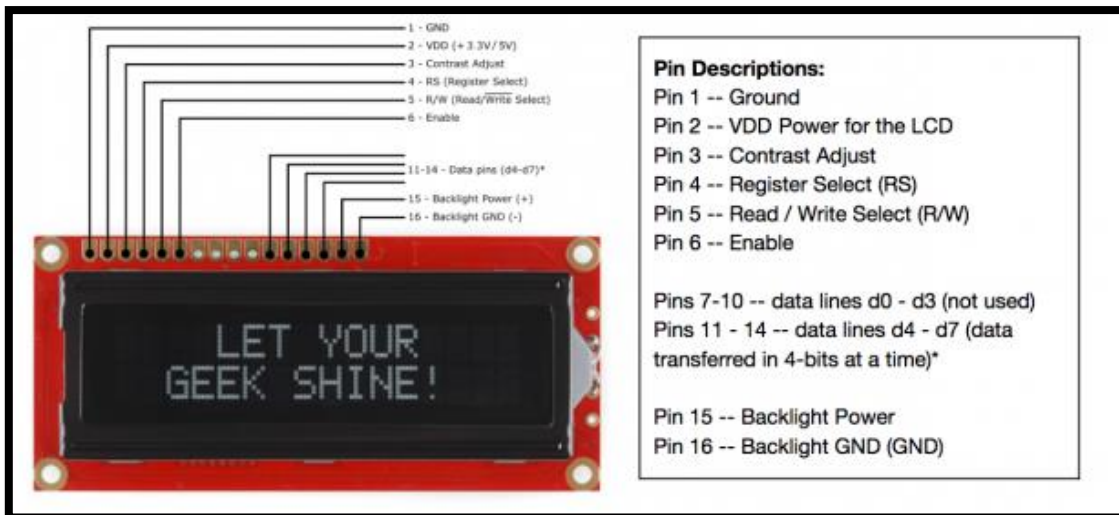 1 - GND
2 - VDD (+ 3.3V/5V)
3 - Contrast Adjust
4 - RS (Register Select)
5 - R/W (Read/Write Select)
6 - Enable
11-14 - Data pins (d4-d7)*
15 - Backlight Power (+)
16 - Backlight GND (-)
LET YOUR
GEEK SHINE!
Pin Descriptions:
Pin 1 -- Ground
Pin 2 -- VDD Power for the LCD
Pin 3 -- Contrast Adjust
Pin 4 -- Register Select (RS)
Pin 5 -- Read / Write Select (R/W)
Pin 6 -- Enable
Pins 7-10 -- data lines d0 - d3 (not used)
Pins 11 - 14 -- data lines d4 - d7 (data
transferred in 4-bits at a time)*
Pin 15 -- Backlight Power
Pin 16 -- Backlight GND (GND)